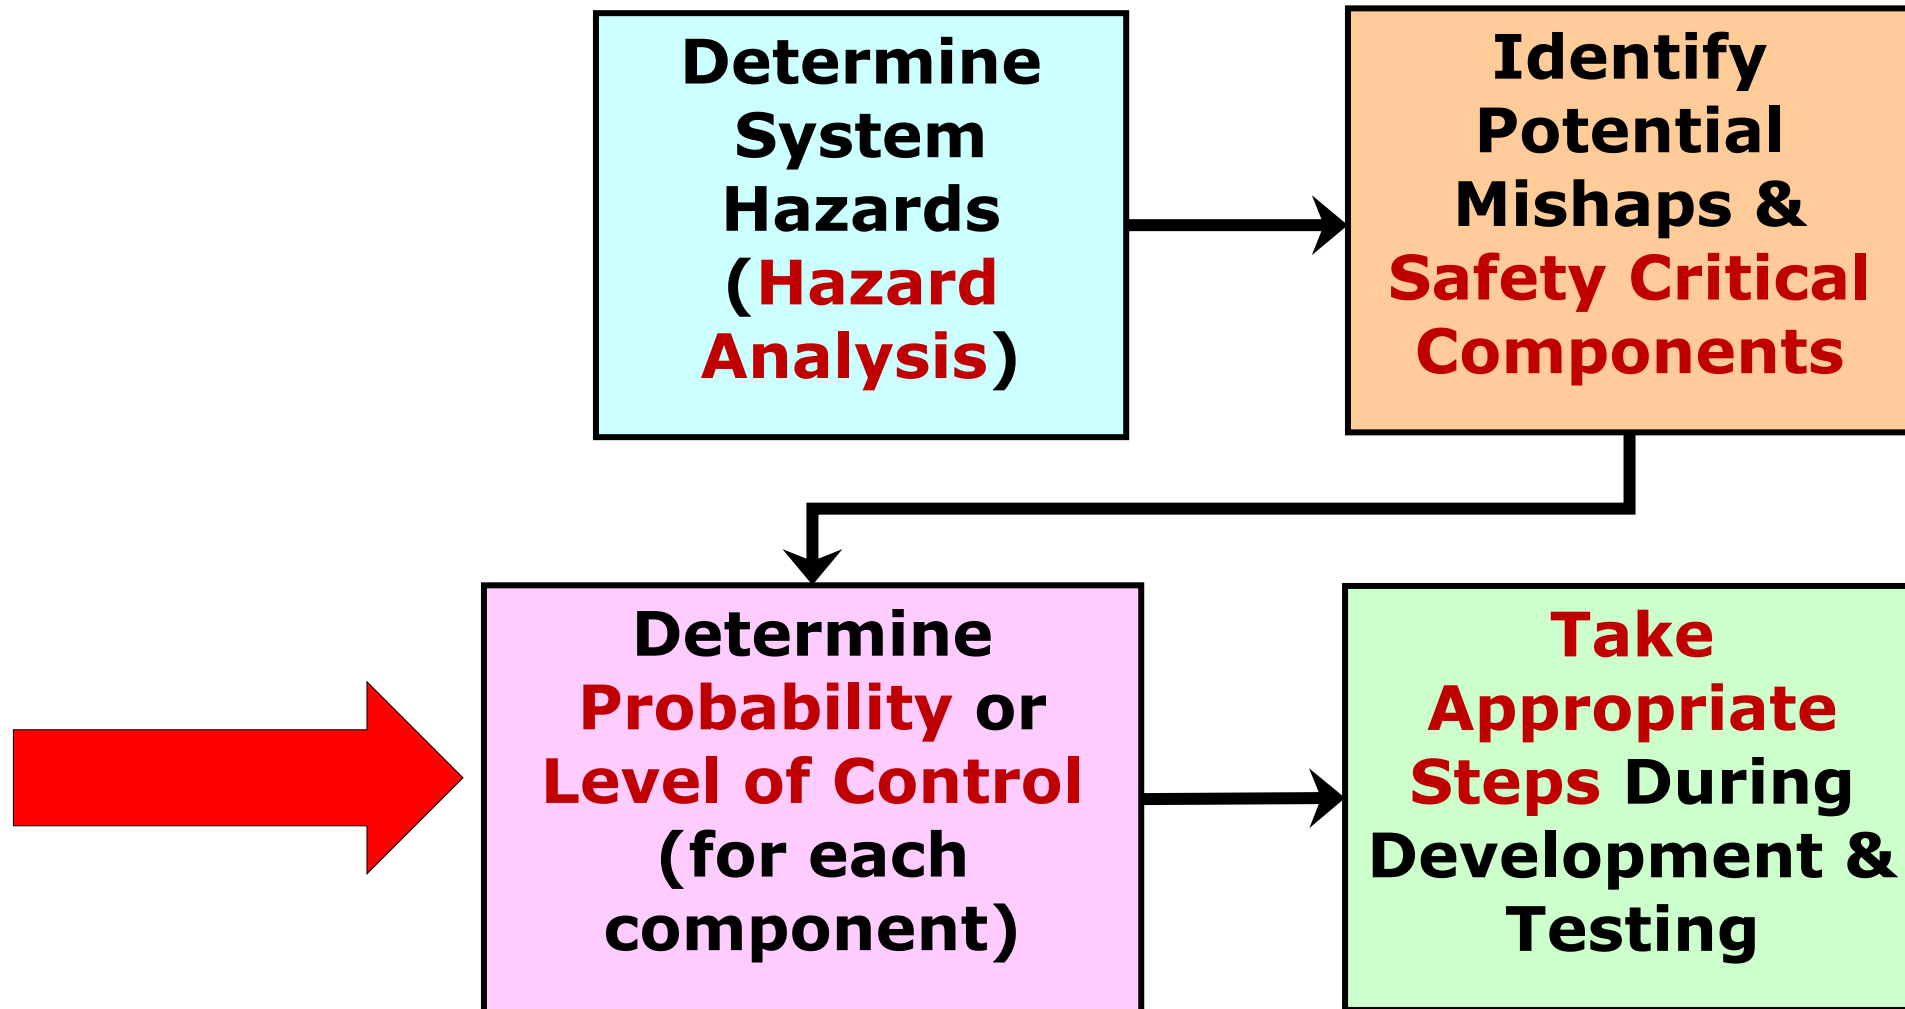 Determine
System
Hazards
(Hazard
Analysis)
Identify
Potential
Mishaps &
Safety Critical
Components
Determine
Probability or
Level of Control
(for each
component)
Take
Appropriate
Steps During
Development &
Testing